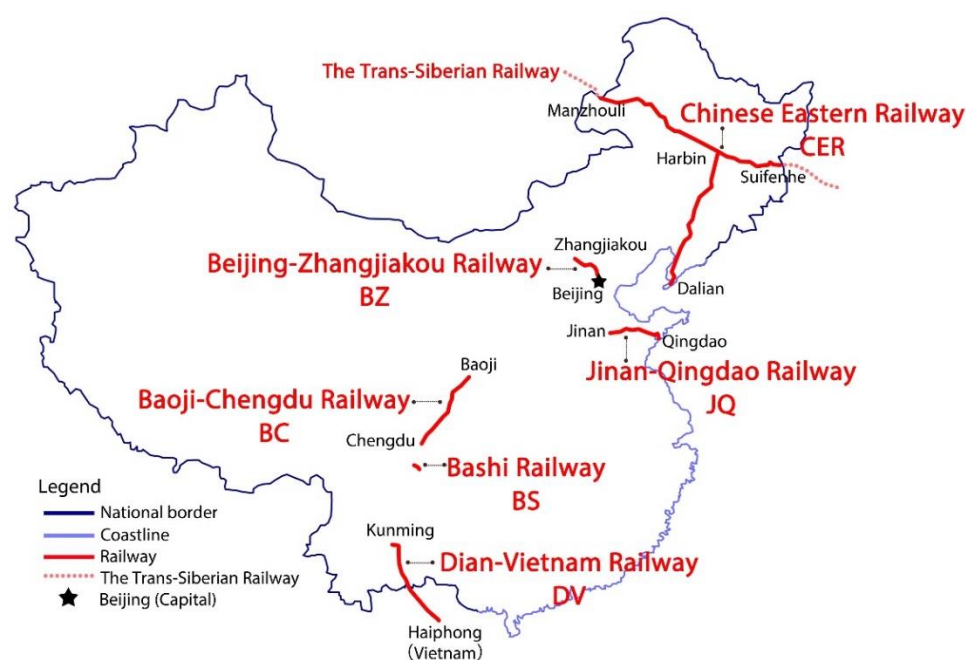 The Trans-Siberian Railway
Manzhouli
Chinese Eastern Railway
CER
Harbin
Suifenhe
Zhangjiakou
Beijing-Zhangjiakou Railway
BZ
Beijing
Dalian
Jinan
Qingdao
Jinan-Qingdao Railway
JQ
Baoji
Baoji-Chengdu Railway
BC
Chengdu
Bashi Railway
BS
Kunming
Dian-Vietnam Railway
DV
Haiphong
(Vietnam)
Legend
National border
Coastline
Railway
The Trans-Siberian Railway
Beijing (Capital)